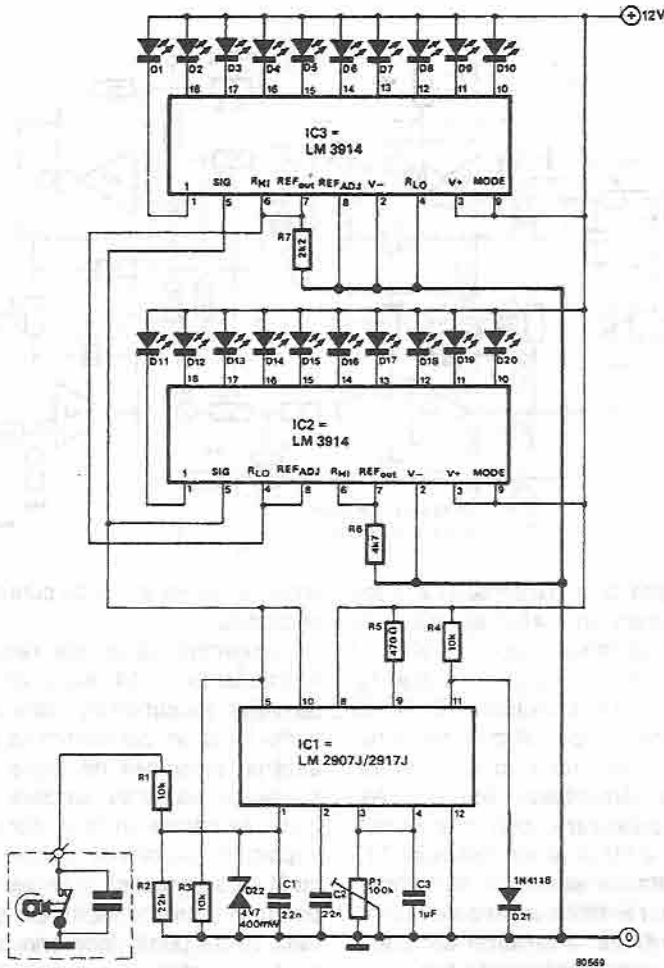 12V
D1 D2 D3 D4 D5 D6 D7 D8 D9 D10
18 17 16 15 14 13 12 11 10
IC3 =
LM 3914
1 SIG RHI REFout REFADJ V− RLO V+ MODE
1 5 6 7 8 2 4 3 9
R7
2k2
D11 D12 D13 D14 D15 D16 D17 D18 D19 D20
18 17 16 15 14 13 12 11 10
IC2 =
LM 3914
1 SIG RLO REFADJ RHI REFout V− V+ MODE
1 5 4 8 6 7 2 3 9
R6
4k7
R5
470Ω
R4
10k
5 10 8 9 11
IC1 =
LM 2907J/2917J
1 2 3 4 12
R1
10k
R2
22k
R3
10k
D22
4V7
400mW
C1
22n
C2
22n
P1
100k
C3
1µF
1N4148
D21
0
80569